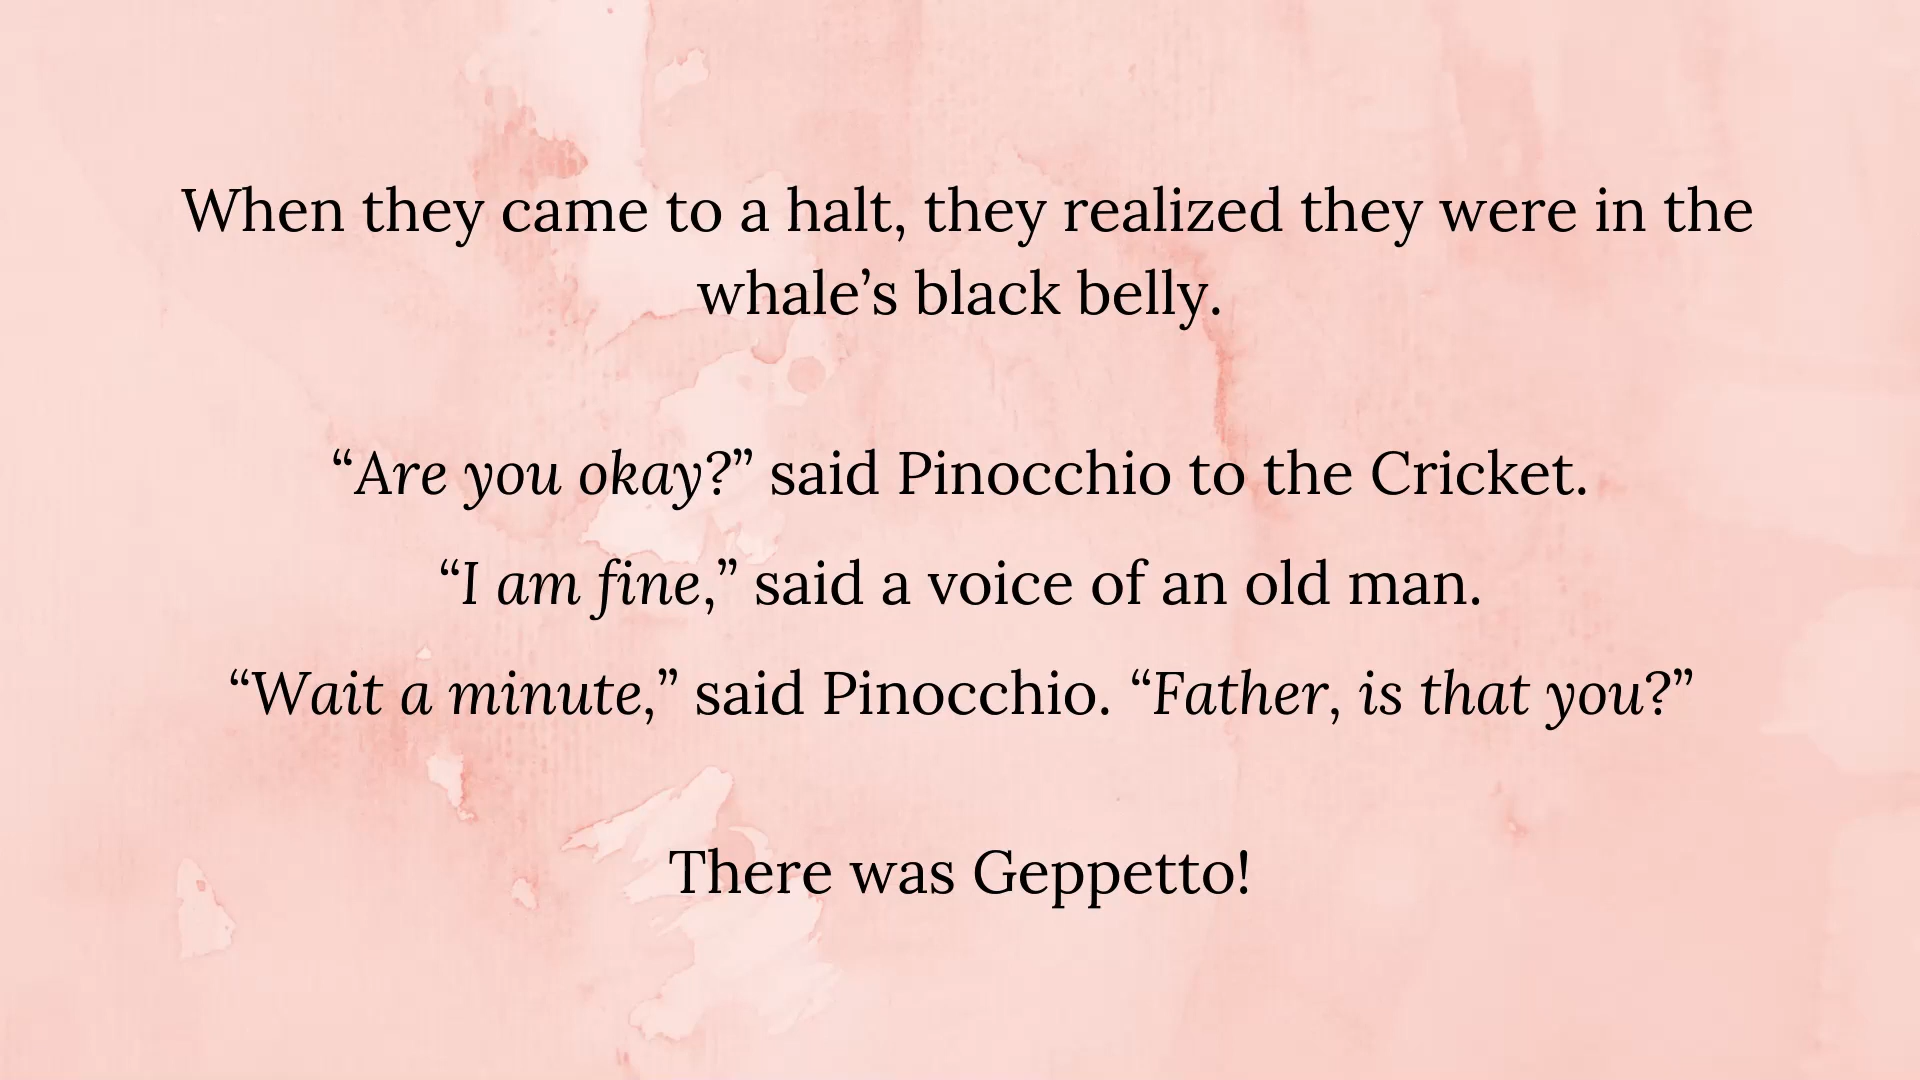 When they came to a halt, they realized they were in the
whale’s black belly.
“Are you okay?” said Pinocchio to the Cricket.
“I am fine,” said a voice of an old man.
“Wait a minute,” said Pinocchio. “Father, is that you?”
There was Geppetto!